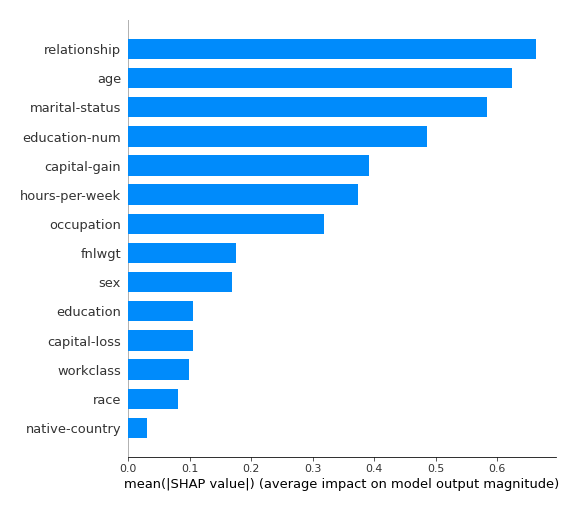 relationship
age
marital-status
education-num
capital-gain
hours-per-week
occupation
fnlwgt
sex
education
capital-loss
workclass
race
native-country
0.0 0.1 0.2 0.3 0.4 0.5 0.6
mean(|SHAP value|) (average impact on model output magnitude)